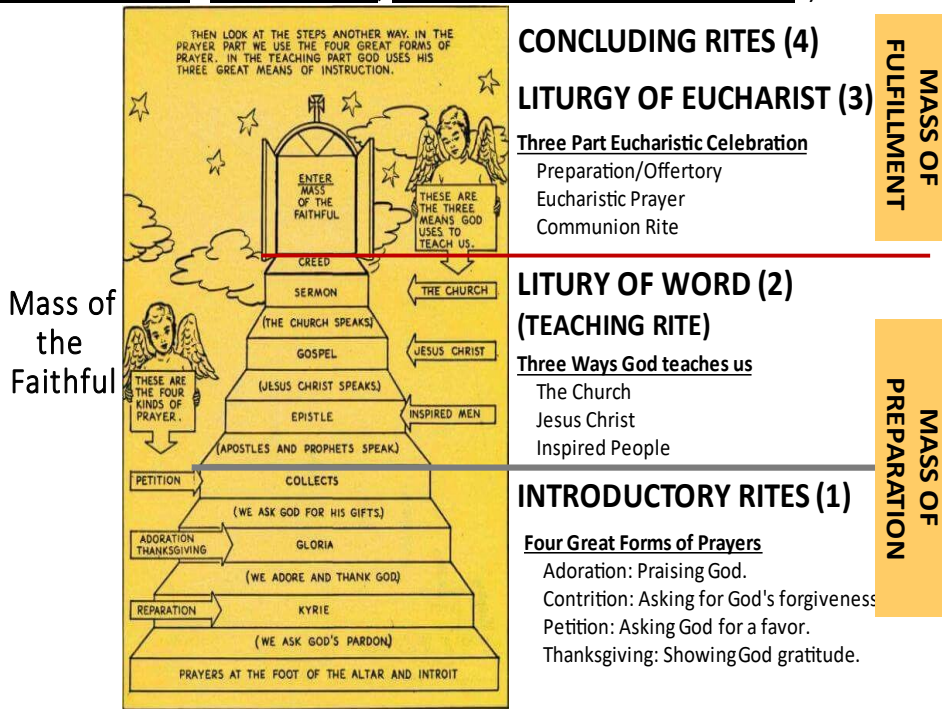 Mass of
the
Faithful
THEN LOOK AT THE STEPS ANOTHER WAY. IN THE
PRAYER PART WE USE THE FOUR GREAT FORMS OF
PRAYER. IN THE TEACHING PART GOD USES HIS
THREE GREAT MEANS OF INSTRUCTION.
ENTER
MASS
OF THE
FAITHFUL
THESE ARE
THE THREE
MEANS GOD
USES TO
TEACH US.
CREED
SERMON
THE CHURCH
(THE CHURCH SPEAKS)
GOSPEL
JESUS CHRIST
(JESUS CHRIST SPEAKS.)
THESE ARE
THE FOUR
KINDS OF
PRAYER.
EPISTLE
INSPIRED MEN
(APOSTLES AND PROPHETS SPEAK.)
PETITION
COLLECTS
(WE ASK GOD FOR HIS GIFTS.)
ADORATION
THANKSGIVING
GLORIA
(WE ADORE AND THANK GOD.)
REPARATION
KYRIE
(WE ASK GOD'S PARDON.)
PRAYERS AT THE FOOT OF THE ALTAR AND INTROIT
CONCLUDING RITES (4)
LITURGY OF EUCHARIST (3)
Three Part Eucharistic Celebration
Preparation/Offertory
Eucharistic Prayer
Communion Rite
LITURY OF WORD (2)
(TEACHING RITE)
Three Ways God teaches us
The Church
Jesus Christ
Inspired People
INTRODUCTORY RITES (1)
Four Great Forms of Prayers
Adoration: Praising God.
Contrition: Asking for God's forgiveness
Petition: Asking God for a favor.
Thanksgiving: Showing God gratitude.
MASS OF
FULFILLMENT
MASS OF
PREPARATION